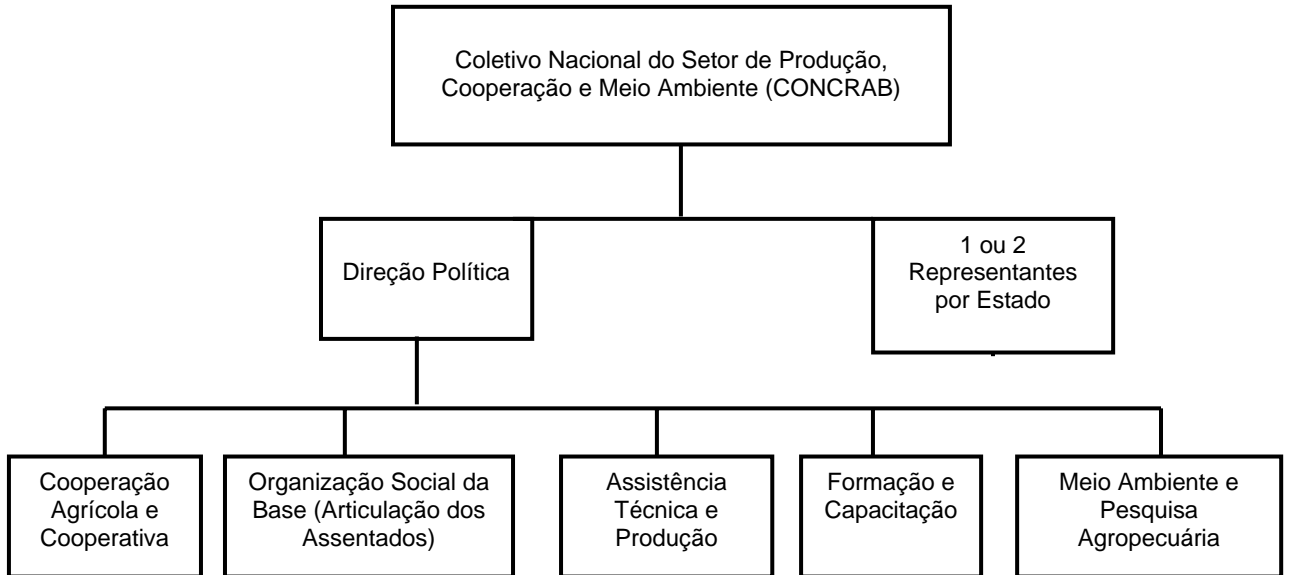 Coletivo Nacional do Setor de Produção,
Cooperação e Meio Ambiente (CONCRAB)
Direção Política
1 ou 2
Representantes
por Estado
Cooperação
Agrícola e
Cooperativa
Organização Social da
Base (Articulação dos
Assentados)
Assistência
Técnica e
Produção
Formação e
Capacitação
Meio Ambiente e
Pesquisa
Agropecuária